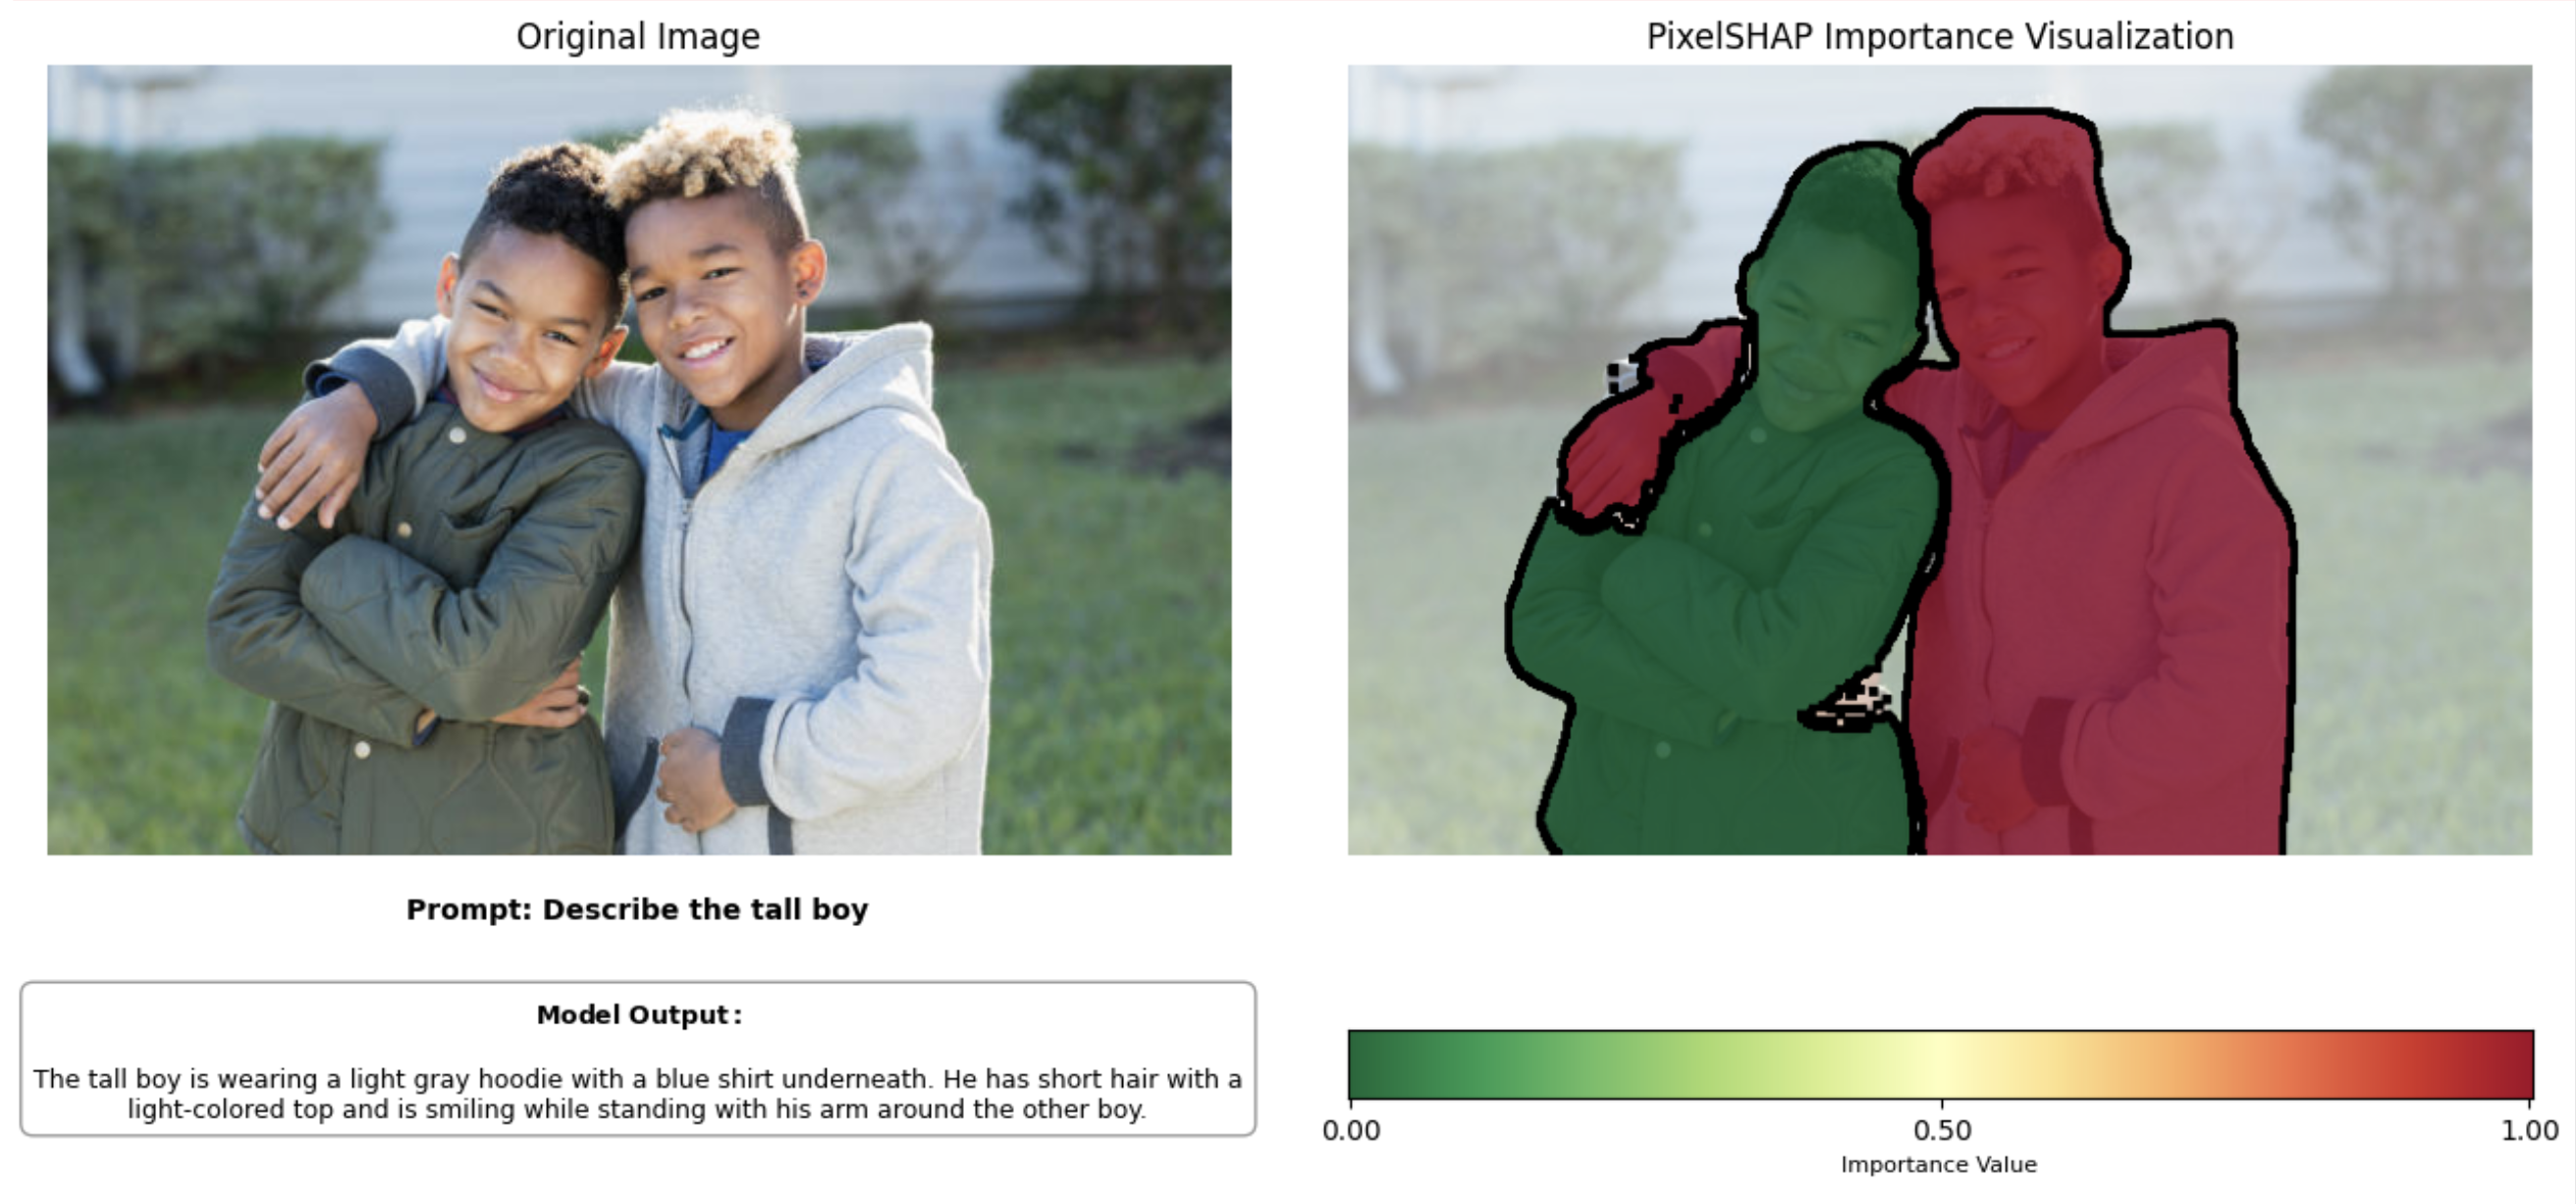 Original Image
PixelSHAP Importance Visualization
Prompt: Describe the tall boy
Model Output:
The tall boy is wearing a light gray hoodie with a blue shirt underneath. He has short hair with a
light-colored top and is smiling while standing with his arm around the other boy.
0.00
0.50
1.00
Importance Value